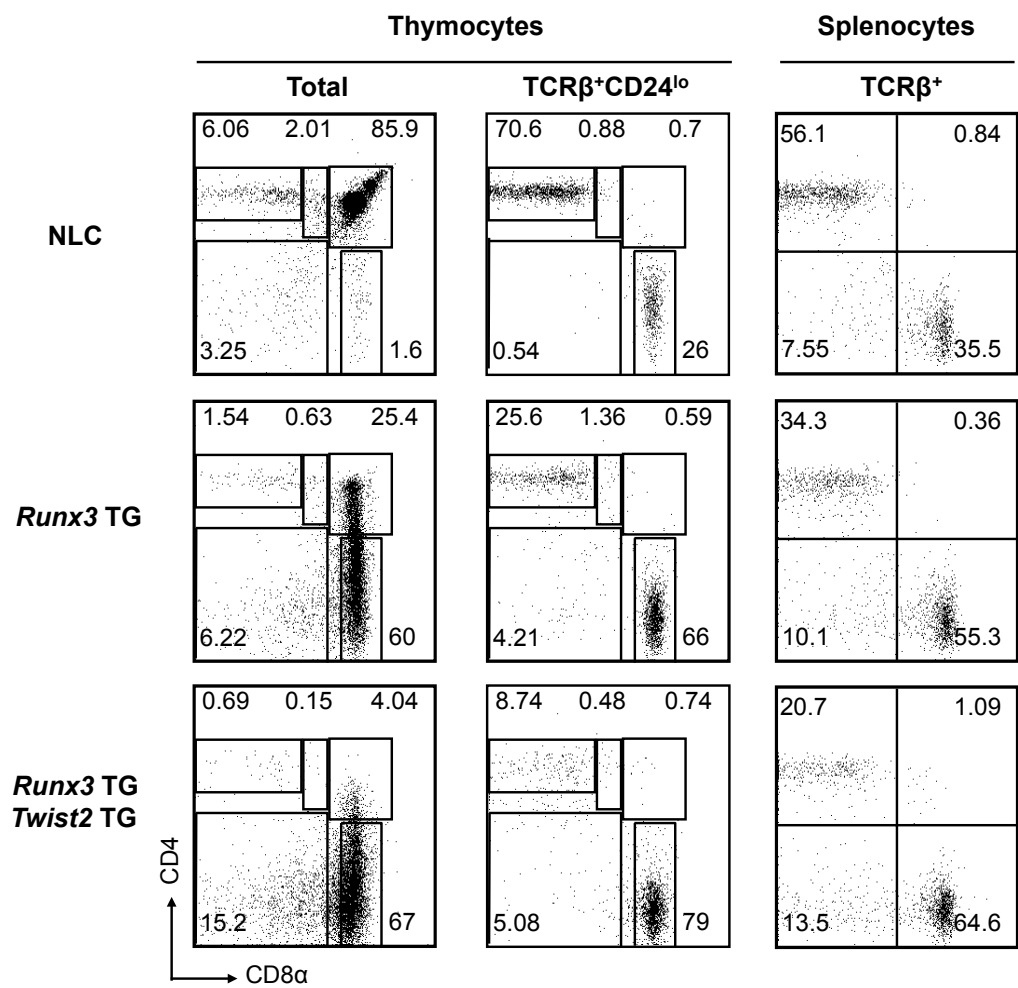 Thymocytes Splenocytes
Total TCRβ⁺CD24ˡᵒ TCRβ⁺
6.06 2.01 85.9 70.6 0.88 0.7 56.1 0.84
NLC
3.25 1.6 0.54 26 7.55 35.5
1.54 0.63 25.4 25.6 1.36 0.59 34.3 0.36
Runx3 TG
6.22 60 4.21 66 10.1 55.3
0.69 0.15 4.04 8.74 0.48 0.74 20.7 1.09
Runx3 TG
Twist2 TG
15.2 67 5.08 79 13.5 64.6
CD4
CD8α